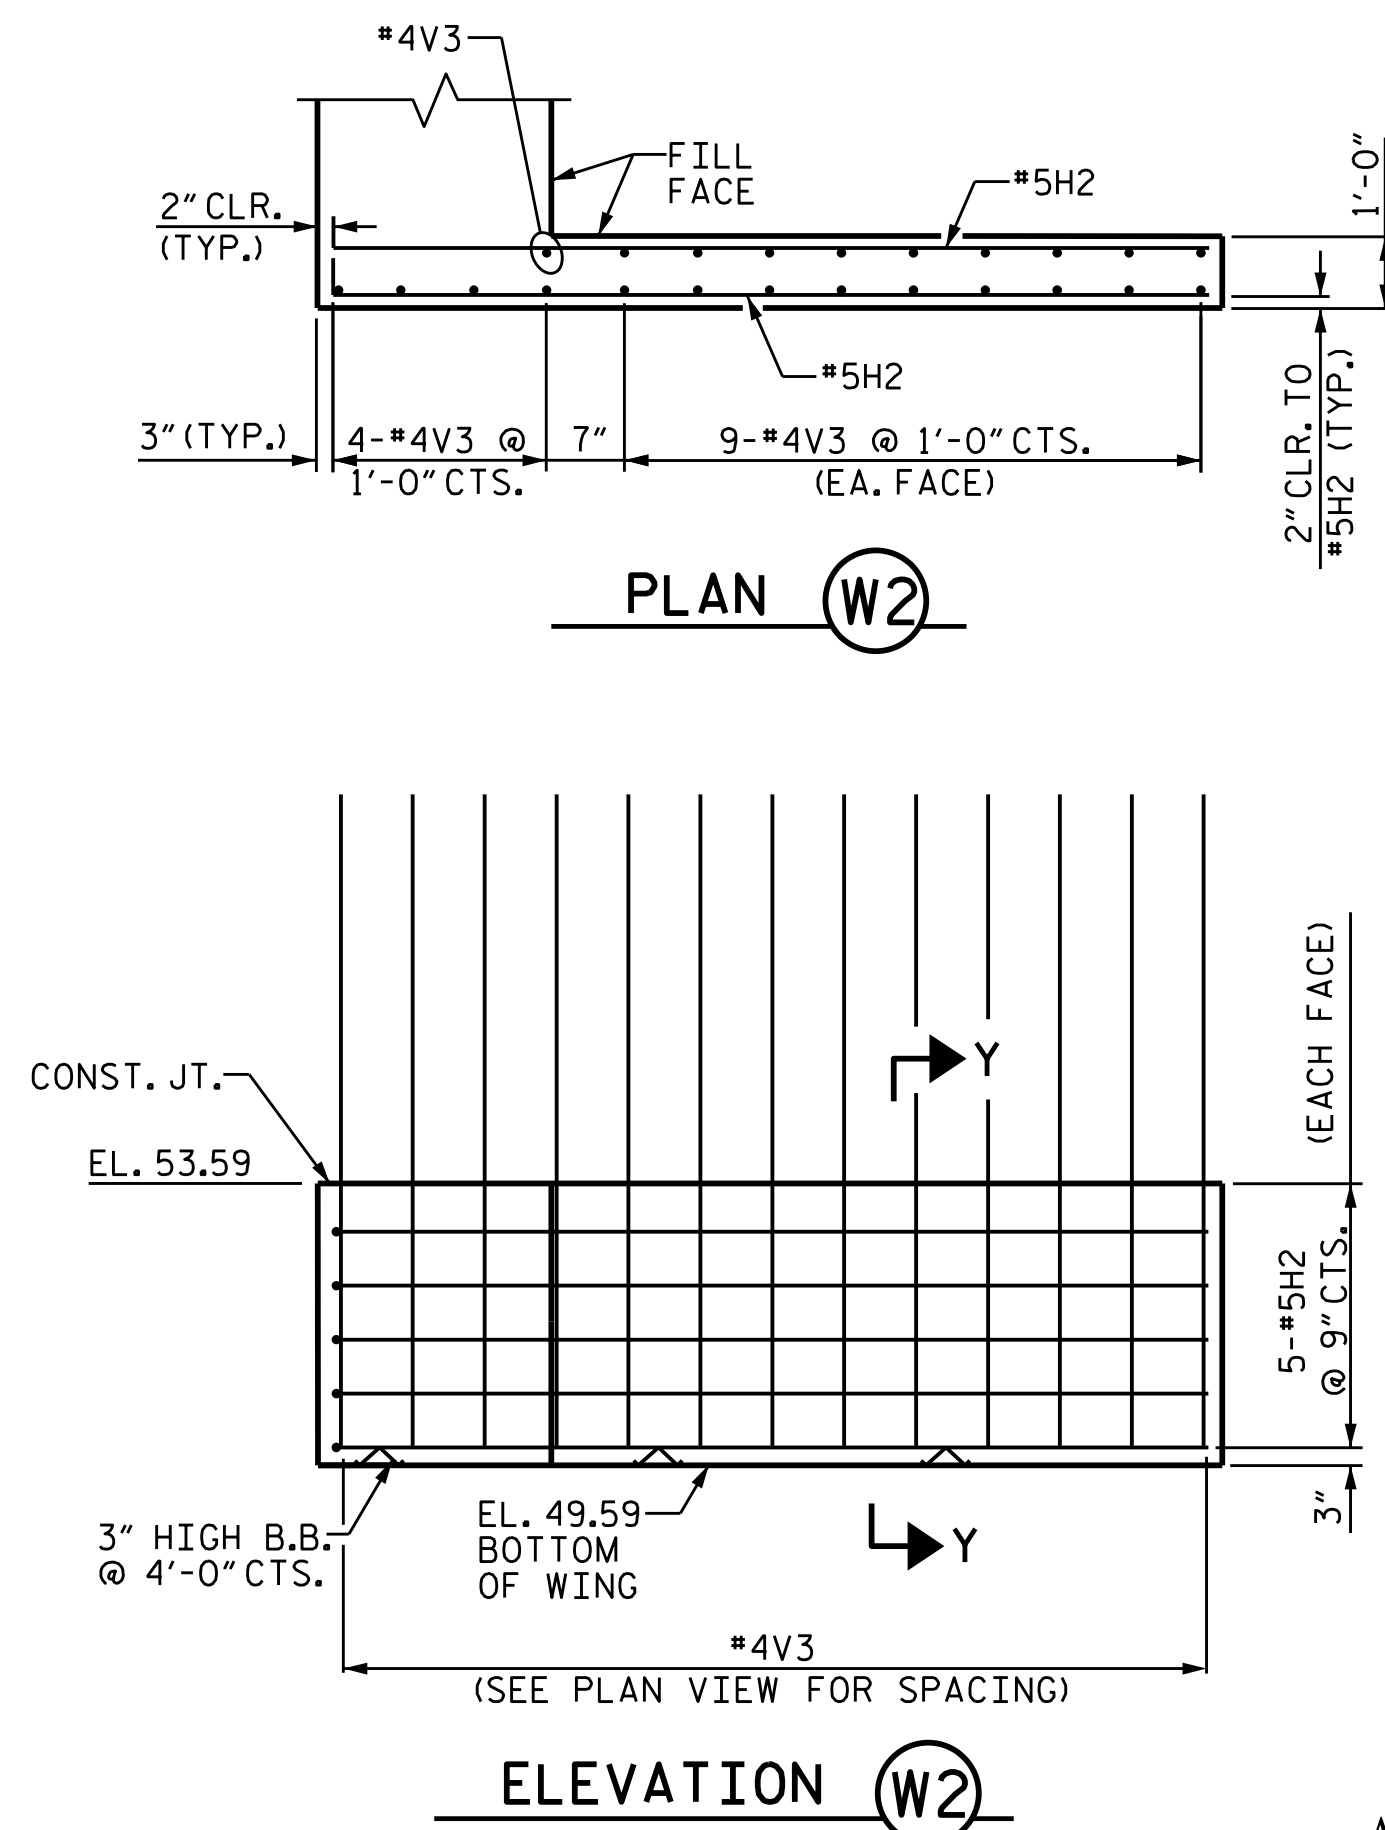 #4V3
FILL
FACE
#5H2
1'-0"
2" CLR.
(TYP.)
#5H2
3" (TYP.)
4-#4V3 @
1'-0" CTS.
7"
9-#4V3 @ 1'-0" CTS.
(EA. FACE)
2" CLR. TO
#5H2 (TYP.)
PLAN W2
(EACH FACE)
Y
CONST. JT.
EL. 53.59
5-#5H2
@ 9" CTS.
3"
3" HIGH B.B.
@ 4'-0" CTS.
EL. 49.59
BOTTOM
OF WING
Y
#4V3
(SEE PLAN VIEW FOR SPACING)
ELEVATION W2